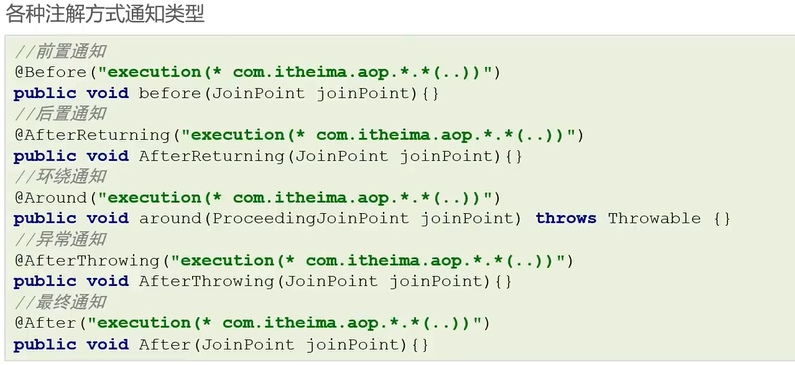 各种注解方式通知类型
//前置通知
@Before("execution(* com.itheima.aop.*.*(..))")
public void before(JoinPoint joinPoint){}
//后置通知
@AfterReturning("execution(* com.itheima.aop.*.*(..))")
public void AfterReturning(JoinPoint joinPoint){}
//环绕通知
@Around("execution(* com.itheima.aop.*.*(..))")
public void around(ProceedingJoinPoint joinPoint) throws Throwable {}
//异常通知
@AfterThrowing("execution(* com.itheima.aop.*.*(..))")
public void AfterThrowing(JoinPoint joinPoint){}
//最终通知
@After("execution(* com.itheima.aop.*.*(..))")
public void After(JoinPoint joinPoint){}